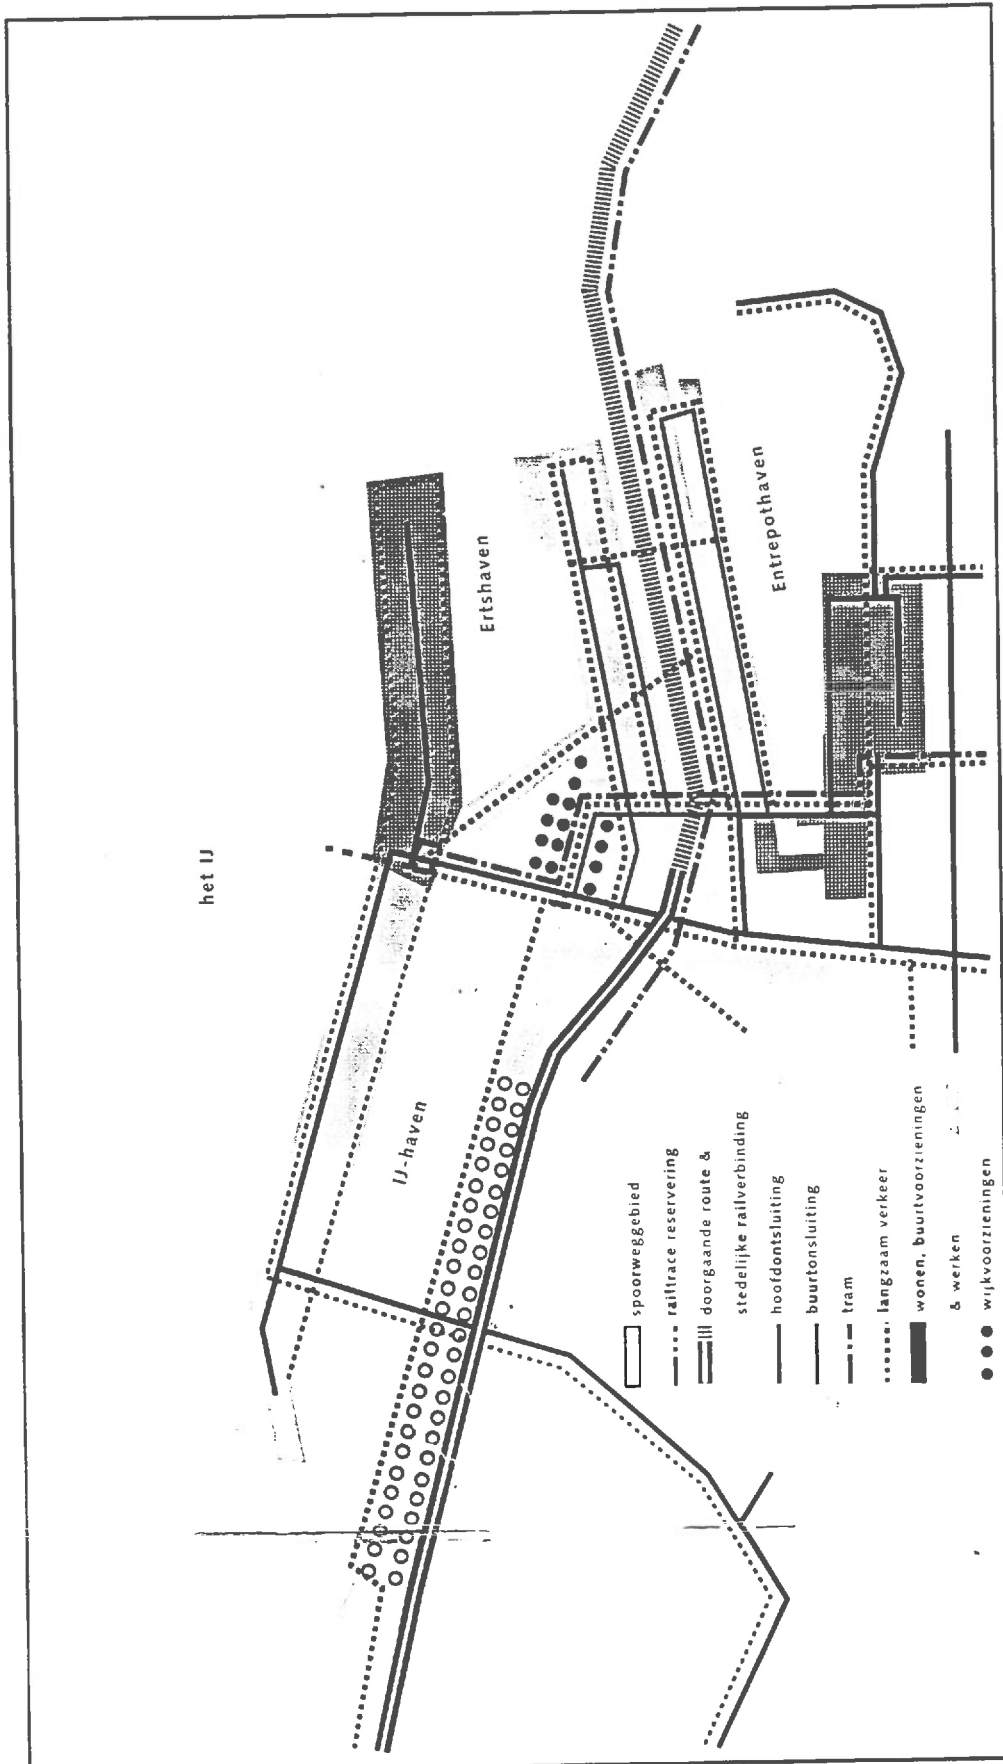 het IJ
Ertshaven
IJ-haven
Entrepothaven
spoorweggebied
railtrace reservering
doorgaande route &
stedelijke railverbinding
hoofdontsluiting
buurtonsluiting
tram
langzaam verkeer
wonen, buurtvoorzieningen
& werken
wijkvoorzieningen